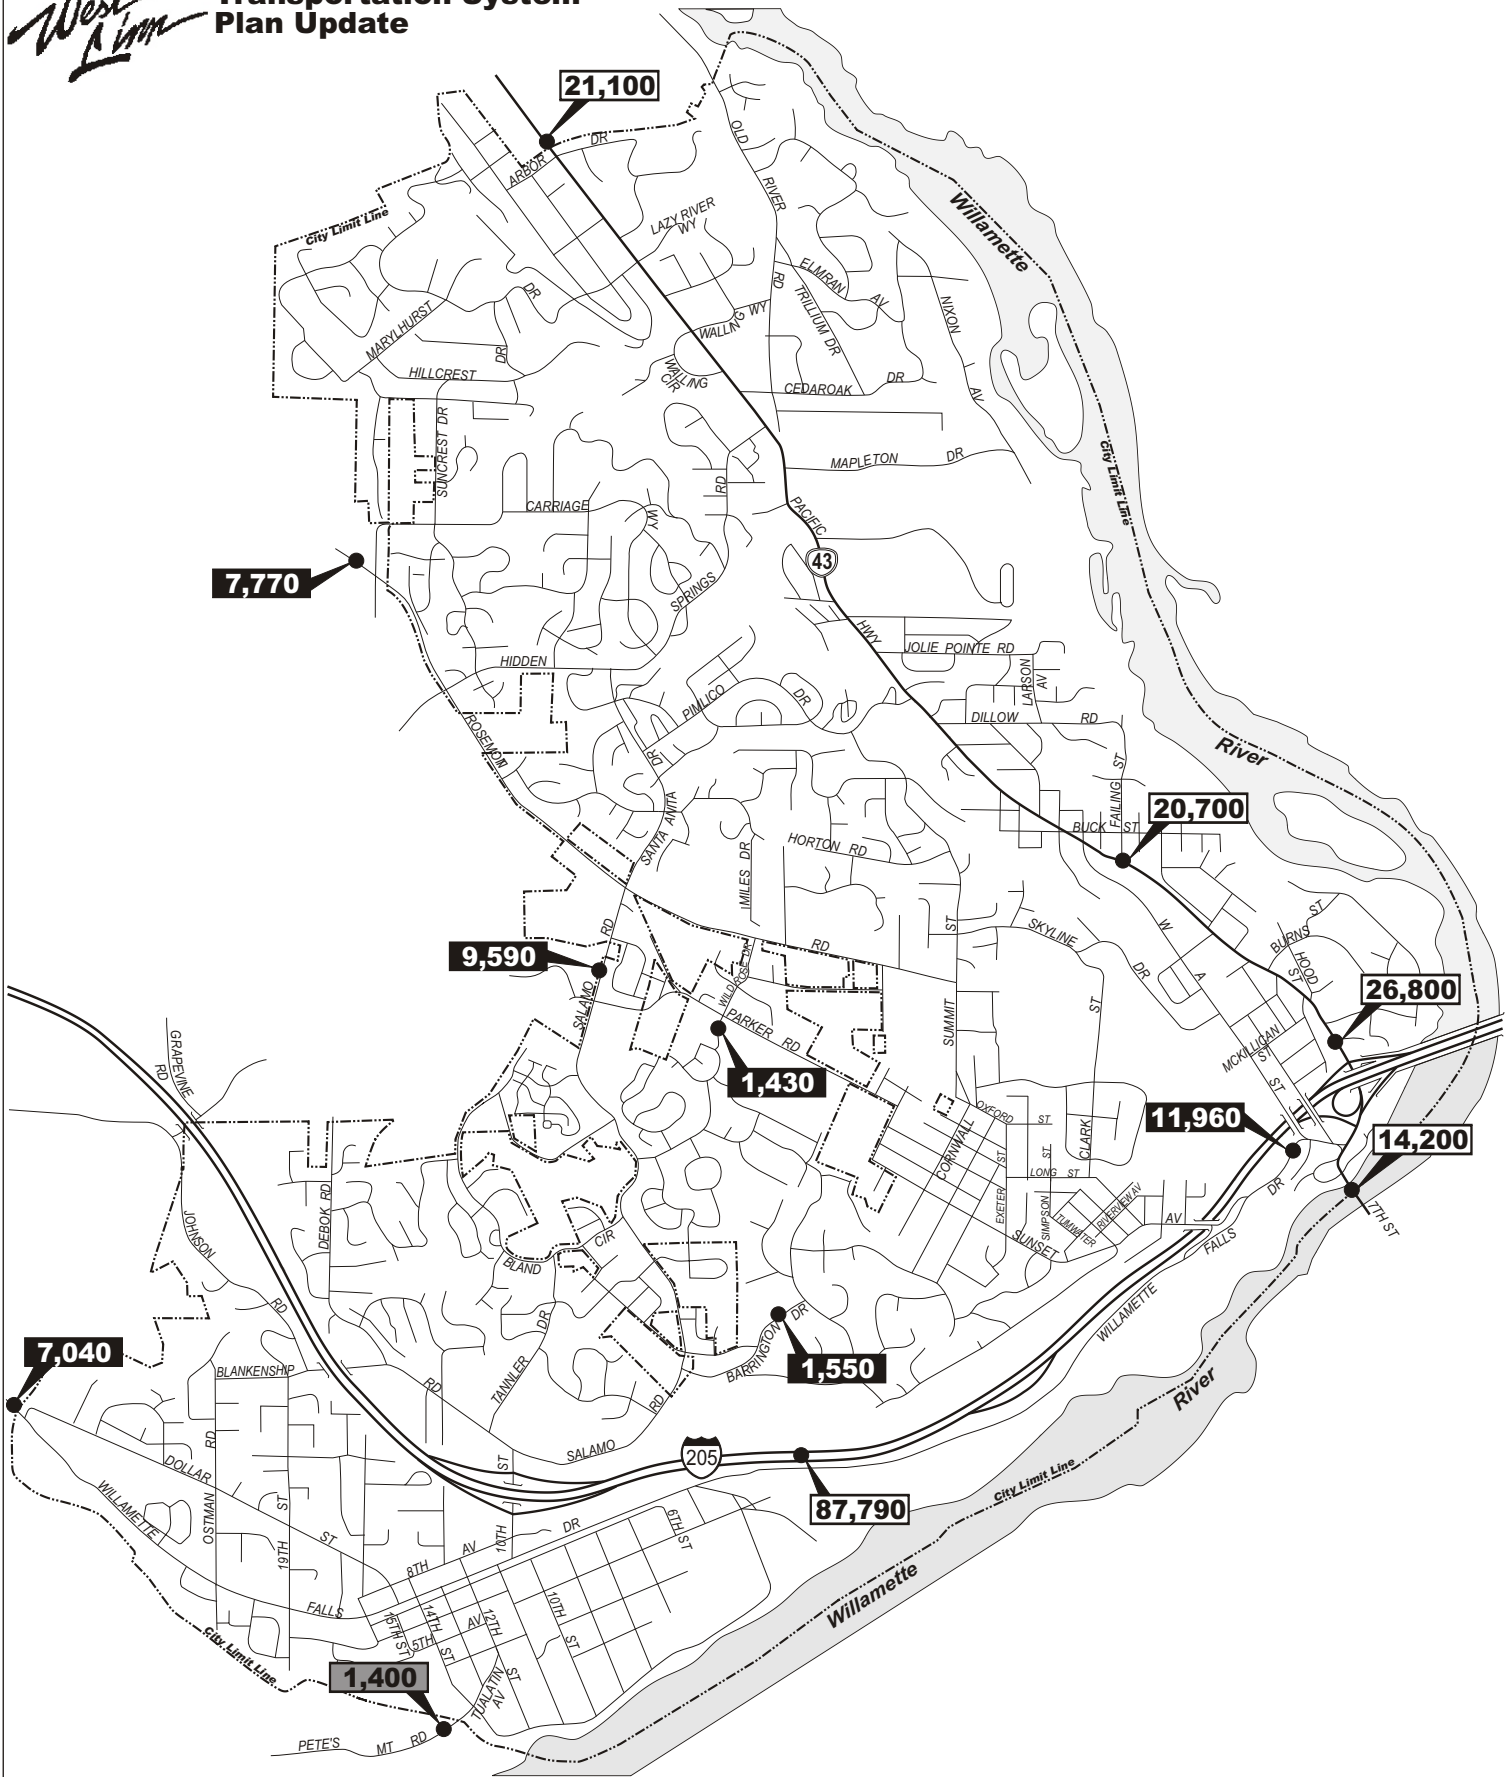 West
Linn
Transportation System
Plan Update
21,100
OLD
RIVER
RD
ARBOR
DR
City Limit Line
LAZY RIVER
WY
Willamette
DR
ELMRAN
AV
TRILLIUM DR
NIXON
AV
MARYLHURST
DR
WALLING WY
WALLING
CIR
HILLCREST
CEDAROAK
DR
SUNCREST DR
MAPLETON
DR
City Limit Line
RD
CARRIAGE
WY
PACIFIC
43
HWY
7,770
SPRINGS
HIDDEN
JOLIE POINTE RD
LARSON
AV
PIMLICO
DR
DILLOW
RD
ROSEMONT
DR
River
FAILING
ST
SANTA ANITA
20,700
BUCK
ST
HORTON RD
MILES DR
ST
SKYLINE
DR
W
A
ST
BURNS
ST
HOOD
ST
RD
RD
9,590
SALAMO
WILD ROSE DR
PARKER
RD
SUMMIT
ST
26,800
MCKILLICAN
ST
1,430
GRAPEVINE
RD
OXFORD
ST
CLARK
11,960
14,200
CORNWALL
ST
EXETER
ST
LONG ST
SIMPSON
TUMWATER
RIVERVIEW AV
AV
SUNSET
DR
7TH ST
FALLS
WILLAMETTE
JOHNSON
RD
DEBOK RD
CIR
BLAND
DR
TANNLER
7,040
BLANKENSHIP
RD
BARRINGTON
DR
1,550
RD
SALAMO
205
River
City Limit Line
87,790
DOLLAR
ST
RD
OSTMAN
ST
19TH
WILLAMETTE
FALLS
ST
10TH
DR
8TH
AV
6TH ST
10TH
ST
12TH
ST
14TH
ST
15TH ST
5TH
AV
Willamette
City Limit Line
1,400
TUALATIN
AV
PETE'S
MT
RD